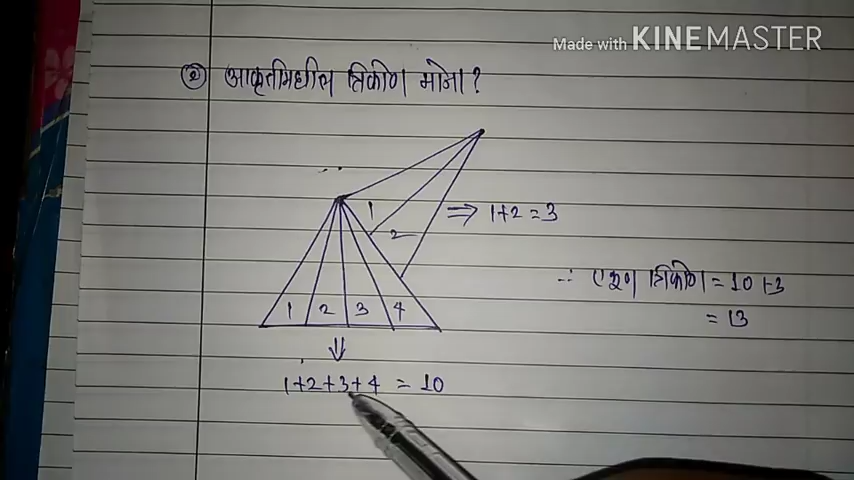 Made with KINEMASTER
② आकृतीमधील त्रिकोण मोजा ?
1
2
⇒ 1+2 = 3
1 2 3 4
∴ एकूण त्रिकोण = 10+3
= 13
⇓
1+2+3+4 = 10